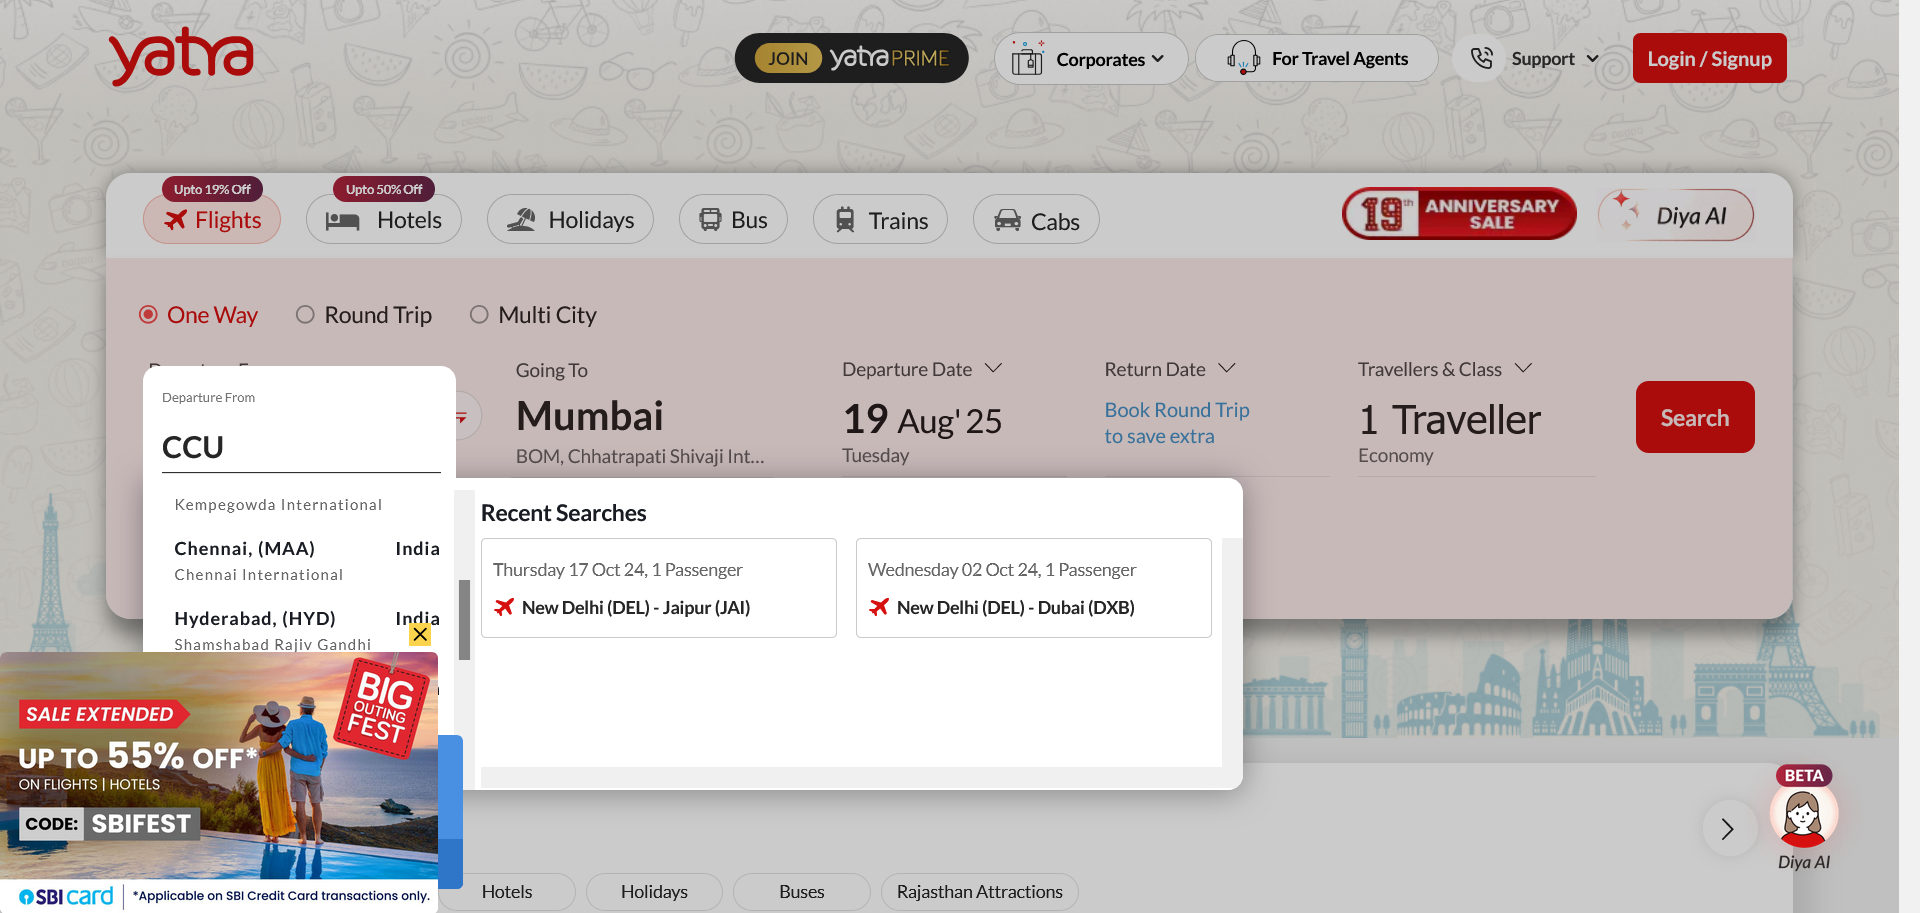 yatra
JOIN yatra PRIME
Corporates
For Travel Agents
Support
Login / Signup
Upto 19% Off
Upto 50% Off
Flights
Hotels
Holidays
Bus
Trains
Cabs
19th ANNIVERSARY SALE
Diya AI
One Way
Round Trip
Multi City
Departure From
CCU
Going To
Mumbai
BOM, Chhatrapati Shivaji Int...
Departure Date
19 Aug' 25
Tuesday
Return Date
Book Round Trip
to save extra
Travellers & Class
1 Traveller
Economy
Search
Kempegowda International
Chennai, (MAA) India
Chennai International
Hyderabad, (HYD) India
Shamshabad Rajiv Gandhi
Recent Searches
Thursday 17 Oct 24, 1 Passenger
New Delhi (DEL) - Jaipur (JAI)
Wednesday 02 Oct 24, 1 Passenger
New Delhi (DEL) - Dubai (DXB)
BIG
OUTING
FEST
SALE EXTENDED
UP TO 55% OFF*
ON FLIGHTS | HOTELS
CODE: SBIFEST
SBI card
*Applicable on SBI Credit Card transactions only.
Hotels
Holidays
Buses
Rajasthan Attractions
BETA
Diya AI